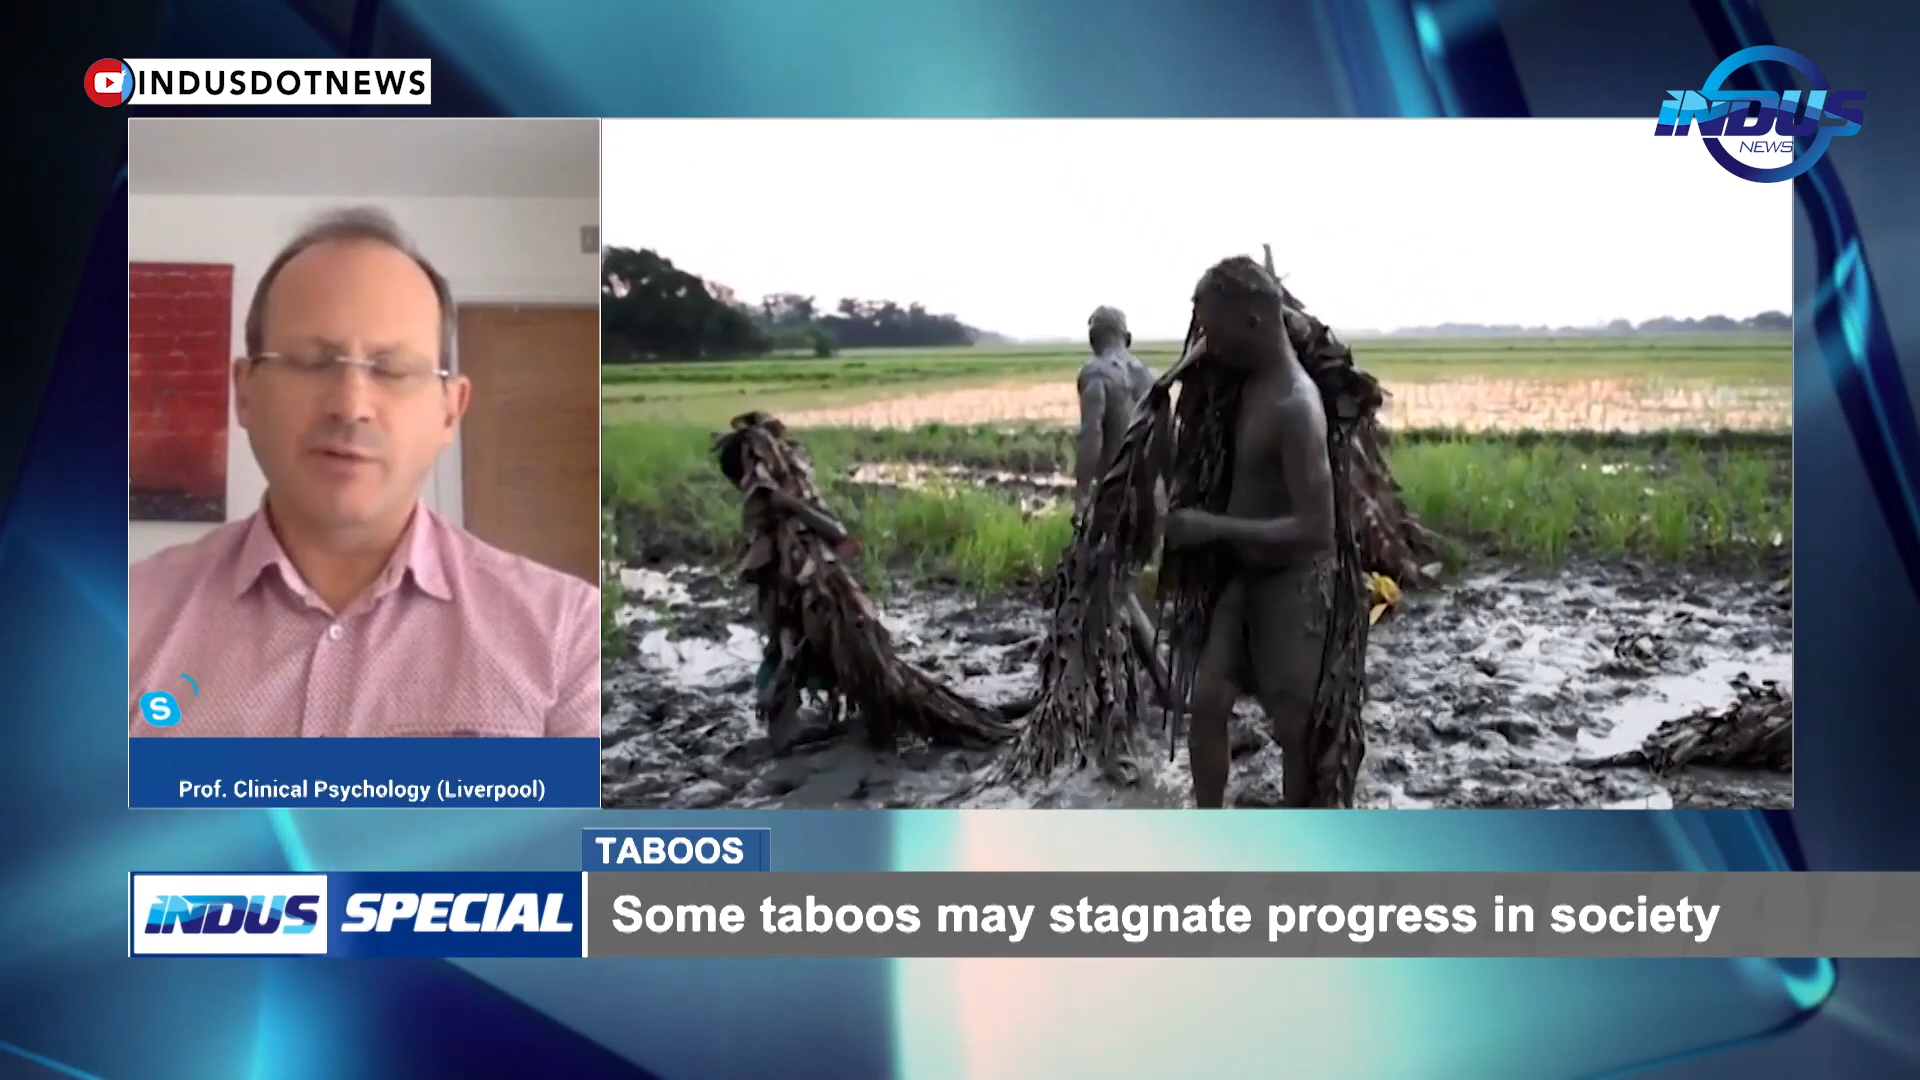 INDUSDOTNEWS
INDUS
NEWS
S
Prof. Clinical Psychology (Liverpool)
TABOOS
INDUS SPECIAL
Some taboos may stagnate progress in society